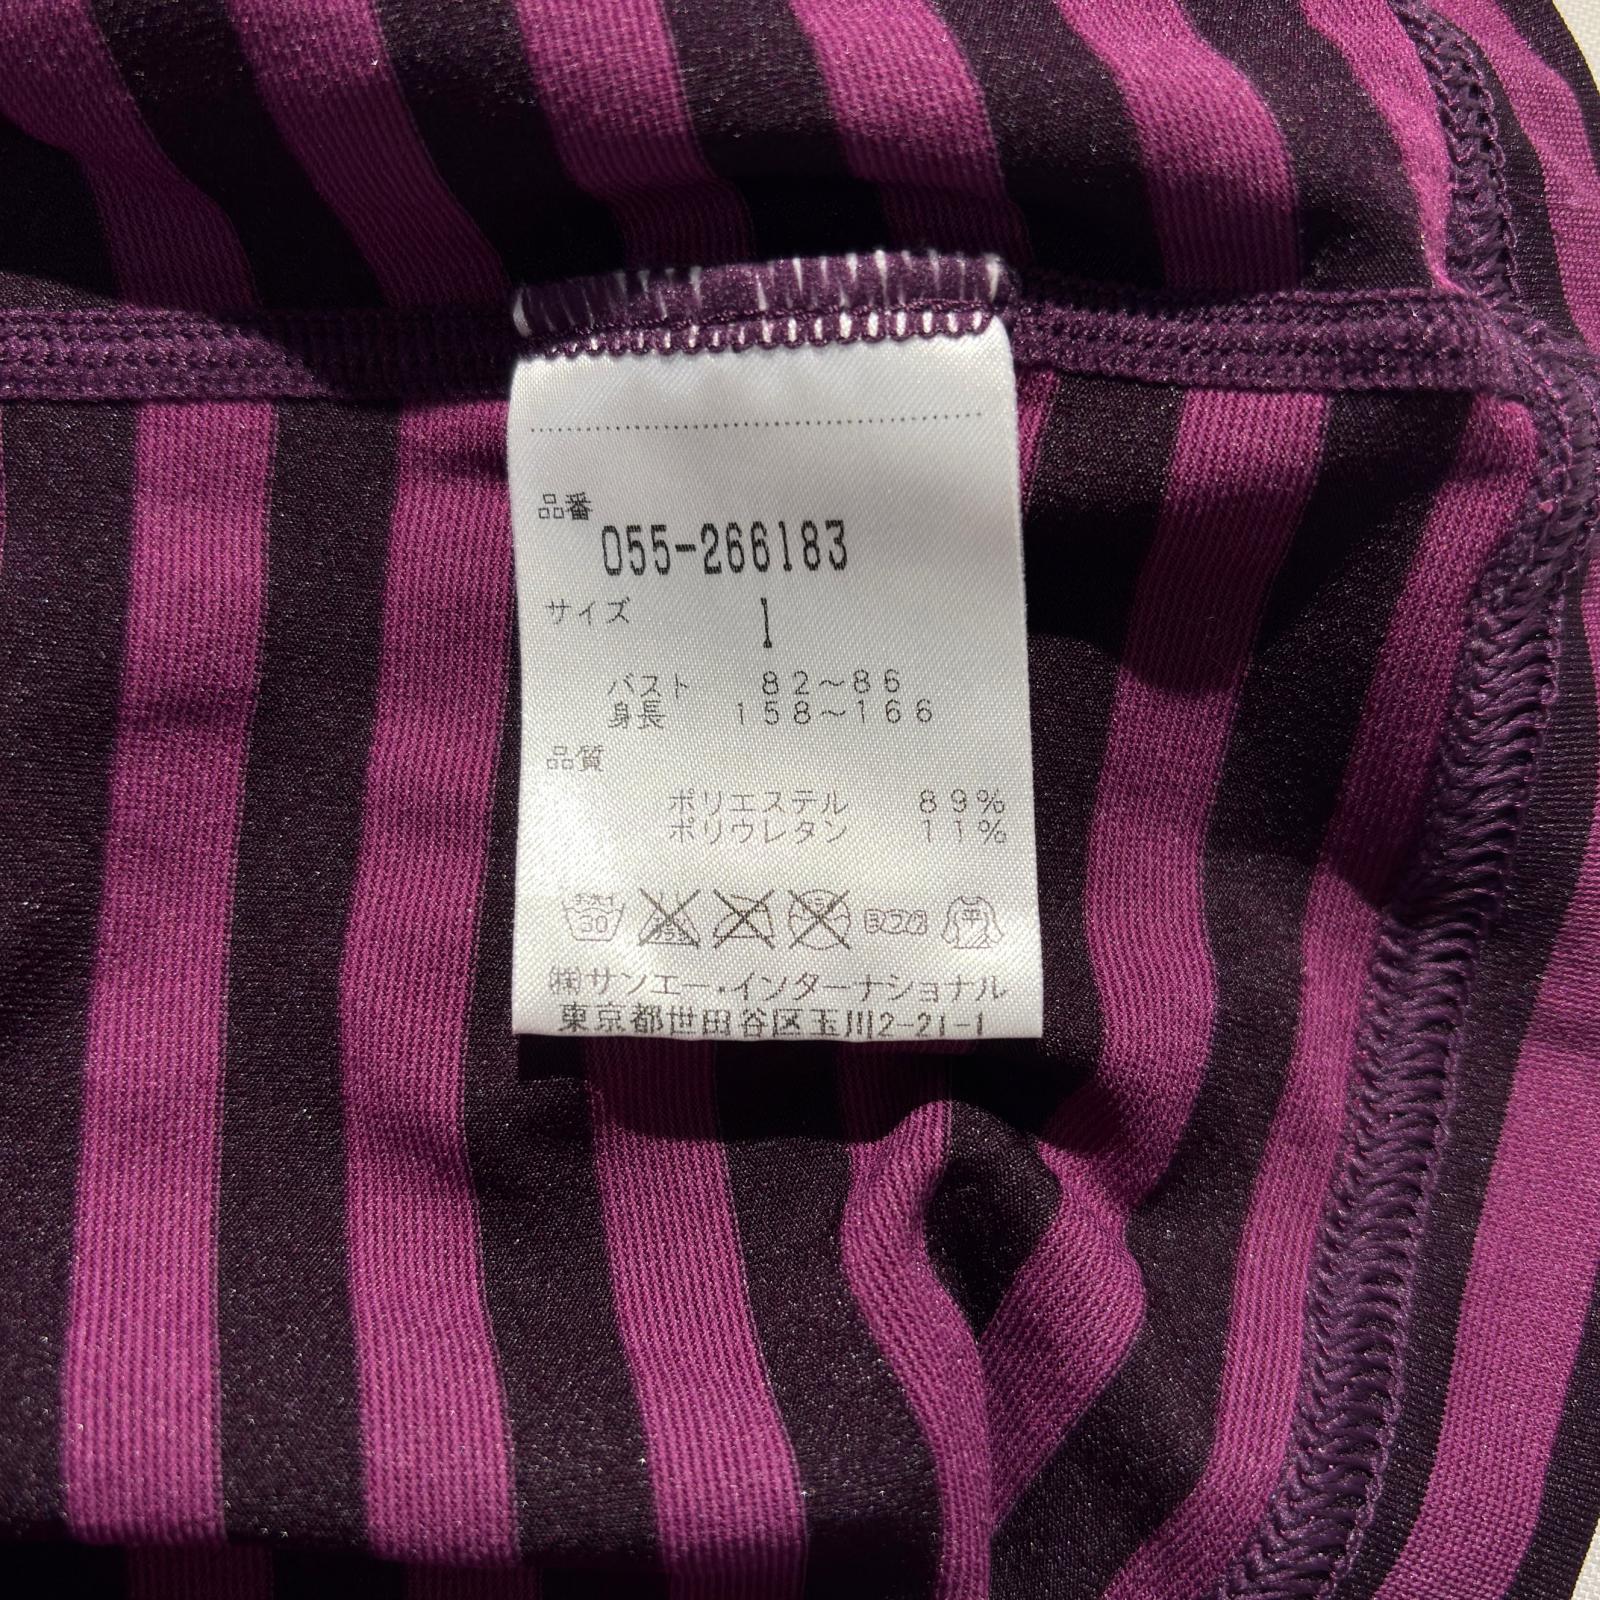 品番
055-266183
サイズ 1
バスト 82～86
身長 158～166
品質
ポリエステル 89%
ポリウレタン 11%
30
平
㈱サンエー・インターナショナル
東京都世田谷区玉川2-21-1